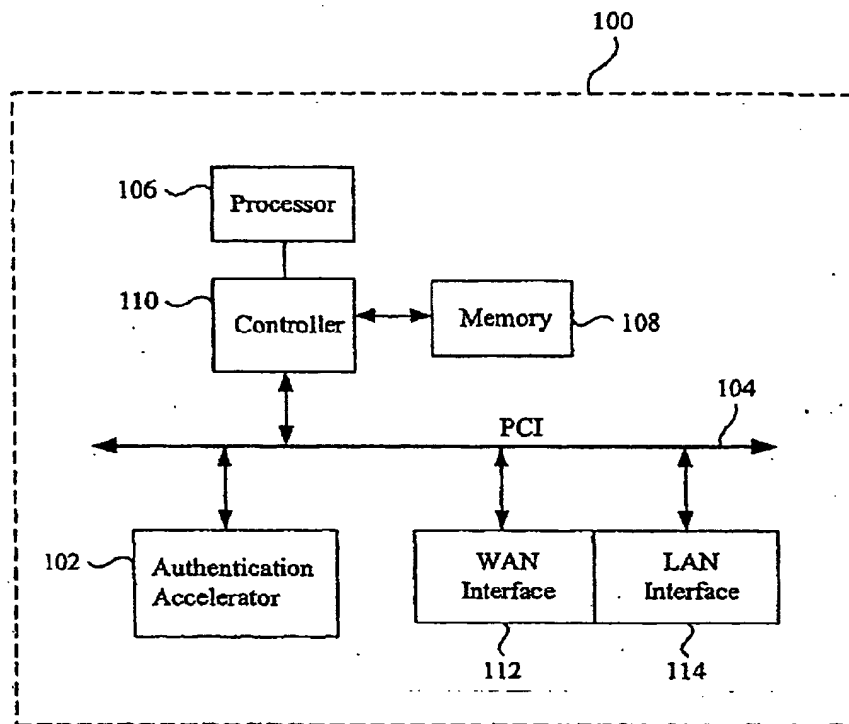 100
106
Processor
110
Controller
Memory
108
104
PCI
102
Authentication
Accelerator
WAN
Interface
LAN
Interface
112
114